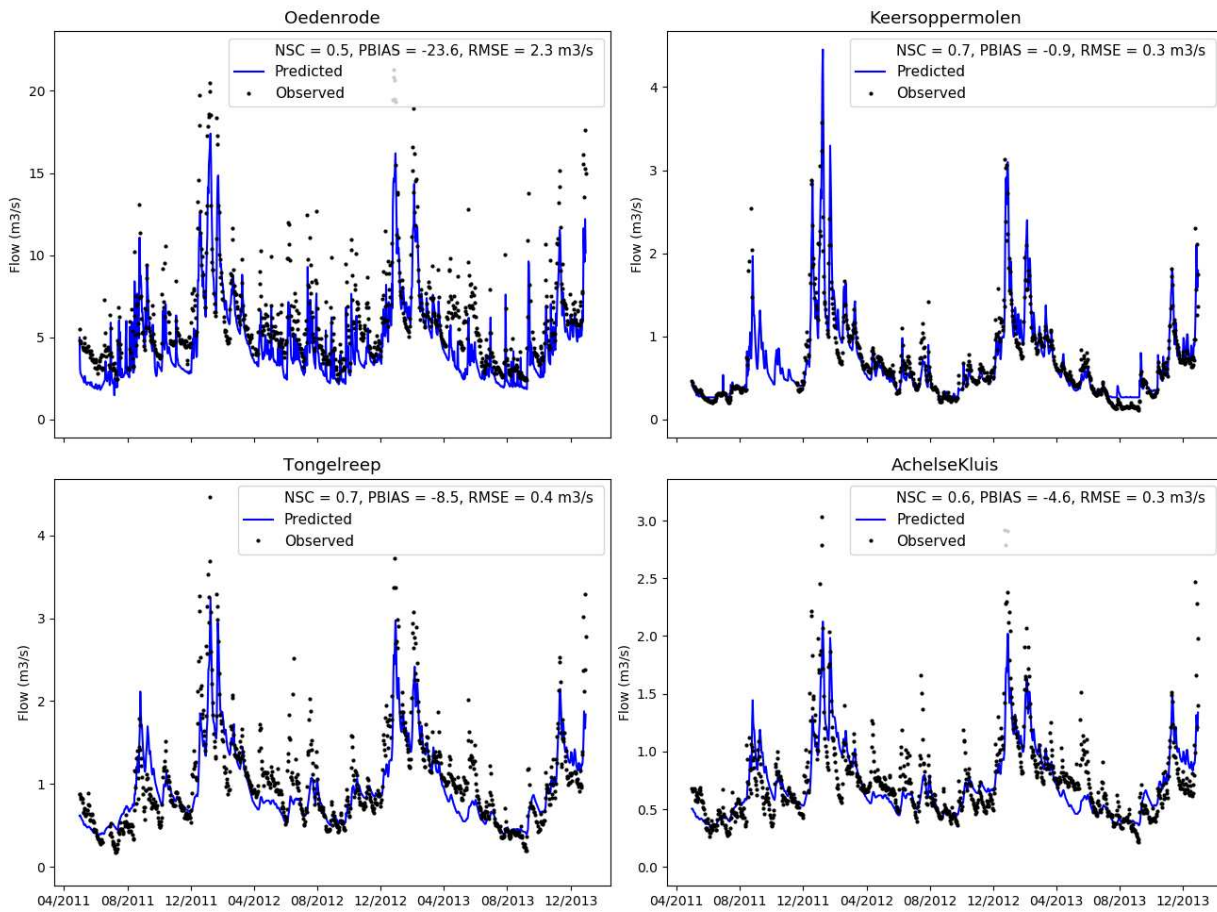 Oedenrode
NSC = 0.5, PBIAS = -23.6, RMSE = 2.3 m3/s
Predicted
Observed
Flow (m3/s)
20
15
10
5
0
Keersoppermolen
NSC = 0.7, PBIAS = -0.9, RMSE = 0.3 m3/s
Predicted
Observed
Flow (m3/s)
4
3
2
1
0
Tongelreep
NSC = 0.7, PBIAS = -8.5, RMSE = 0.4 m3/s
Predicted
Observed
Flow (m3/s)
4
3
2
1
0
04/2011 08/2011 12/2011 04/2012 08/2012 12/2012 04/2013 08/2013 12/2013
AchelseKluis
NSC = 0.6, PBIAS = -4.6, RMSE = 0.3 m3/s
Predicted
Observed
Flow (m3/s)
3.0
2.5
2.0
1.5
1.0
0.5
0.0
04/2011 08/2011 12/2011 04/2012 08/2012 12/2012 04/2013 08/2013 12/2013